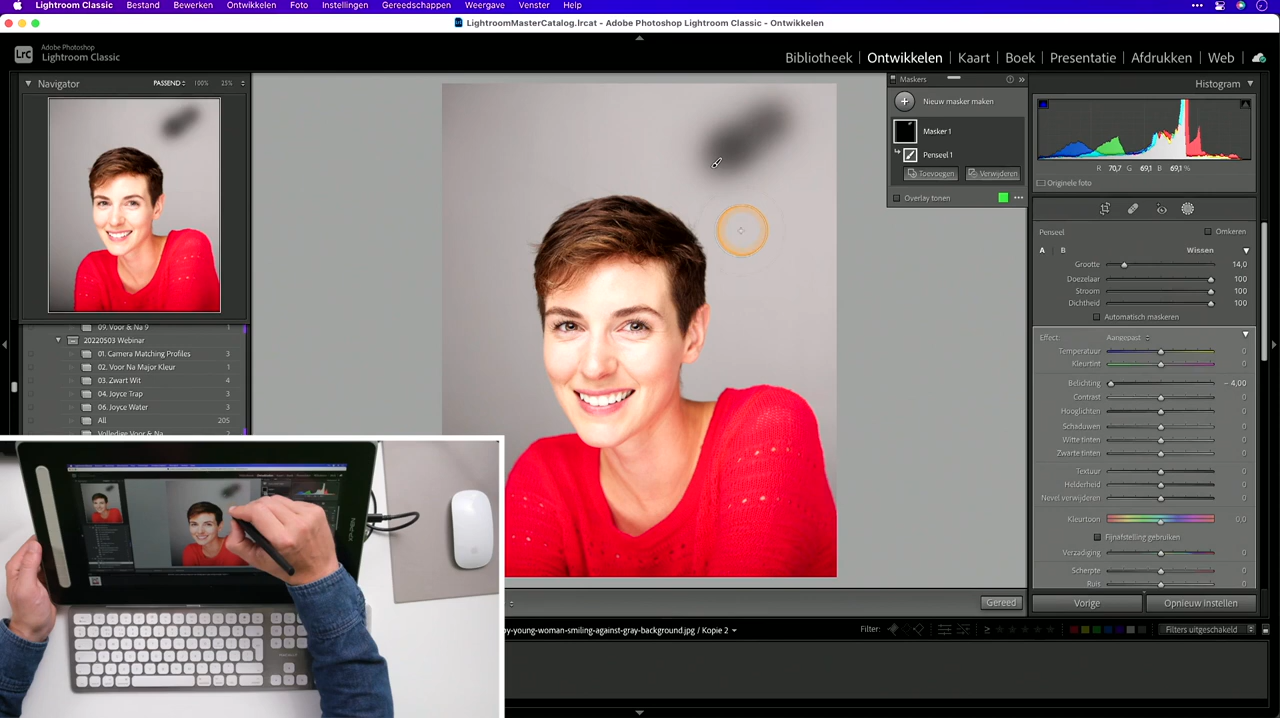 Lightroom Classic Bestand Bewerken Ontwikkelen Foto Instellingen Gereedschappen Weergave Venster Help
LightroomMasterCatalog.lrcat - Adobe Photoshop Lightroom Classic - Ontwikkelen
Lrc
Adobe Photoshop
Lightroom Classic
Bibliotheek Ontwikkelen Kaart Boek Presentatie Afdrukken Web
Navigator PASSEND 100% 25%
09. Voor & Na 9 1
20220503 Webinar
01. Camera Matching Profiles 3
02. Voor Na Major Kleur 1
03. Zwart Wit 4
04. Joyce Trap 3
06. Joyce Water 3
All 205
Volledige Voor & Na 2
Maskers
Nieuw masker maken
Masker 1
Penseel 1
Toevoegen Verwijderen
Overlay tonen
Histogram
R 70,7 G 69,1 B 69,1 %
Originele foto
Penseel Omkeren
A B Wissen
Grootte 14,0
Doezelaar 100
Stroom 100
Dichtheid 100
Automatisch maskeren
Effect: Aangepast
Temperatuur 0
Kleurtint 0
Belichting – 4,00
Contrast 0
Hooglichten 0
Schaduwen 0
Witte tinten 0
Zwarte tinten 0
Textuur 0
Helderheid 0
Nevel verwijderen 0
Kleurtoon 0,0
Fijnafstelling gebruiken
Verzadiging 0
Scherpte 0
Ruis 0
Vorige Opnieuw instellen
Gereed
py-young-woman-smiling-against-gray-background.jpg / Kopie 2
Filter: Filters uitgeschakeld